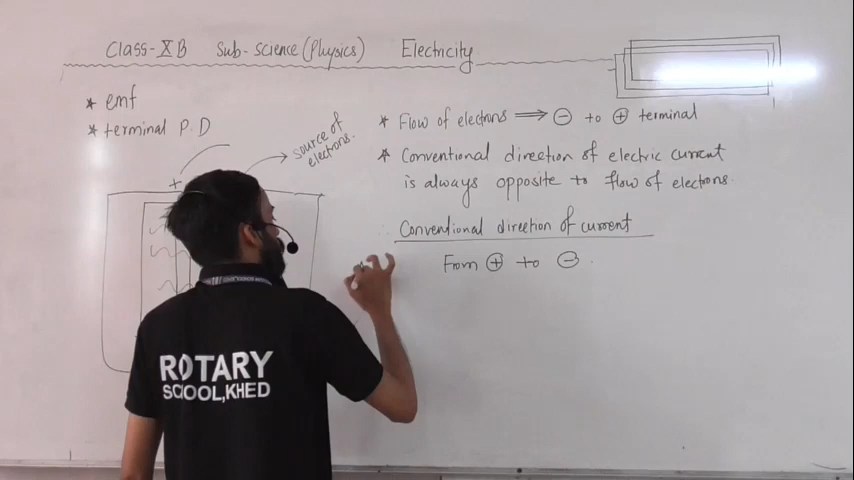 Class-XB Sub-science (Physics) Electricity
* emf
* terminal P.D
source of
electrons.
+
* Flow of electrons ⟹ ⊖ to ⊕ terminal
* Conventional direction of electric current
is always opposite to flow of electrons.
∴ Conventional direction of current
From ⊕ to ⊖.
ROTARY
SCHOOL,KHED